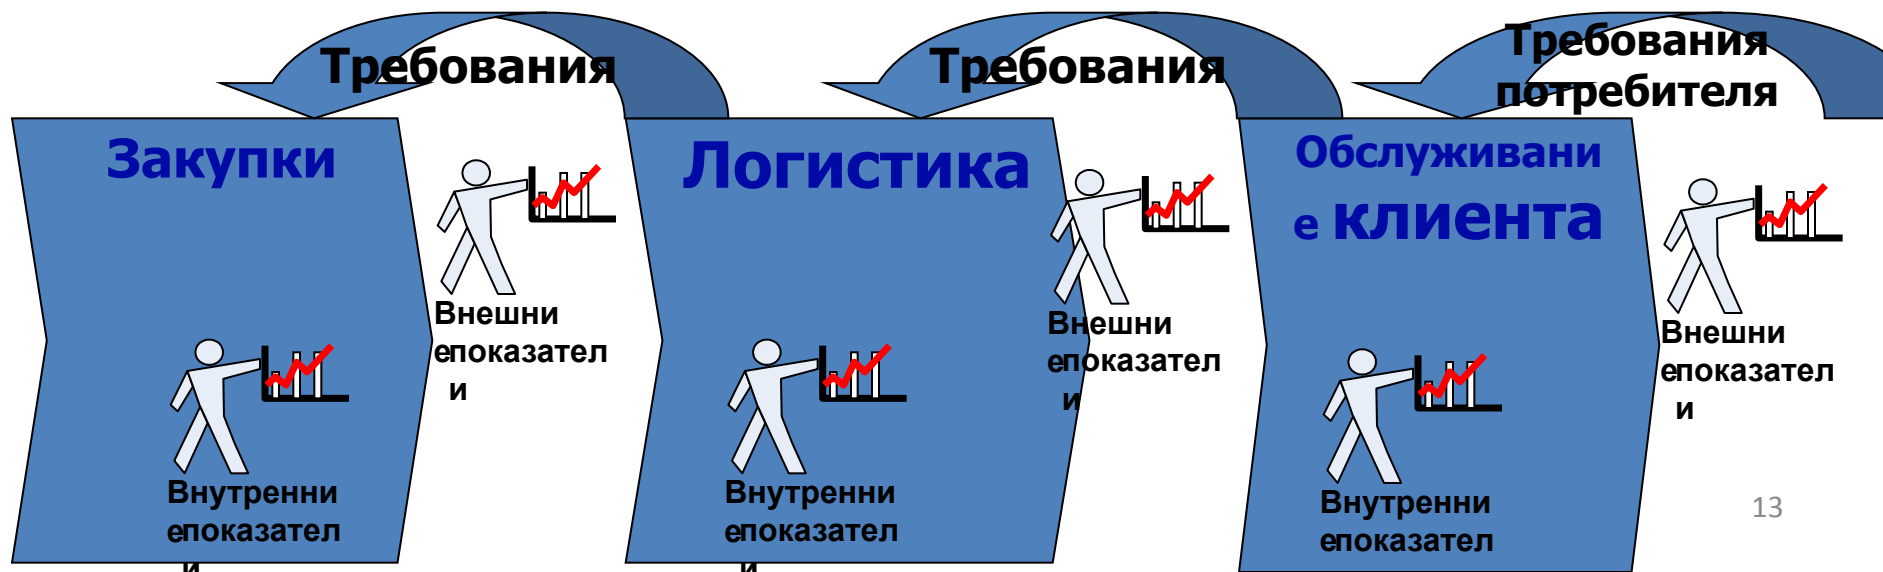 Требования
Требования
Требования
потребителя
Закупки
Логистика
Обслуживани
е клиента
Внешни
епоказател
и
Внешни
епоказател
и
Внешни
епоказател
и
Внутренни
епоказател
и
Внутренни
епоказател
и
Внутренни
епоказател
13